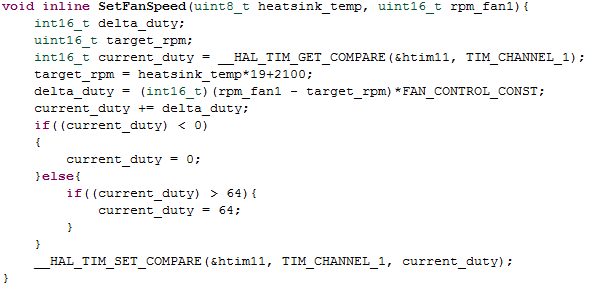 void inline SetFanSpeed(uint8_t heatsink_temp, uint16_t rpm_fan1){
    int16_t delta_duty;
    uint16_t target_rpm;
    int16_t current_duty = __HAL_TIM_GET_COMPARE(&htim11, TIM_CHANNEL_1);
    target_rpm = heatsink_temp*19+2100;
    delta_duty = (int16_t)(rpm_fan1 - target_rpm)*FAN_CONTROL_CONST;
    current_duty += delta_duty;
    if((current_duty) < 0)
    {
        current_duty = 0;
    }else{
        if((current_duty) > 64){
            current_duty = 64;
        }
    }
    __HAL_TIM_SET_COMPARE(&htim11, TIM_CHANNEL_1, current_duty);
}